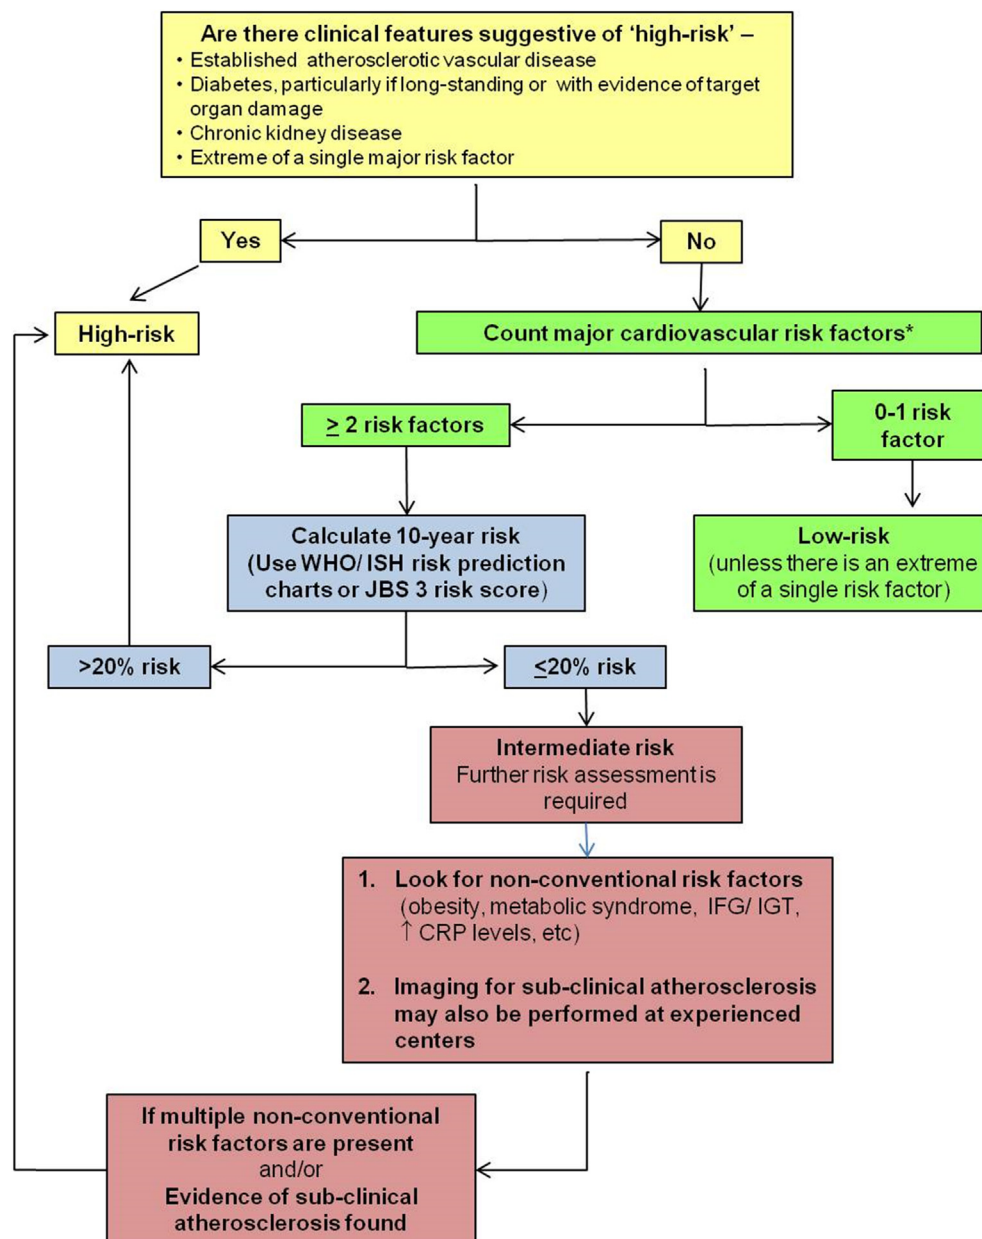 Are there clinical features suggestive of ‘high-risk’ –
• Established atherosclerotic vascular disease
• Diabetes, particularly if long-standing or with evidence of target
organ damage
• Chronic kidney disease
• Extreme of a single major risk factor
Yes
No
High-risk
Count major cardiovascular risk factors*
≥ 2 risk factors
0-1 risk
factor
Calculate 10-year risk
(Use WHO/ ISH risk prediction
charts or JBS 3 risk score)
Low-risk
(unless there is an extreme
of a single risk factor)
>20% risk
≤20% risk
Intermediate risk
Further risk assessment is
required
1. Look for non-conventional risk factors
(obesity, metabolic syndrome, IFG/ IGT,
↑ CRP levels, etc)
2. Imaging for sub-clinical atherosclerosis
may also be performed at experienced
centers
If multiple non-conventional
risk factors are present
and/or
Evidence of sub-clinical
atherosclerosis found